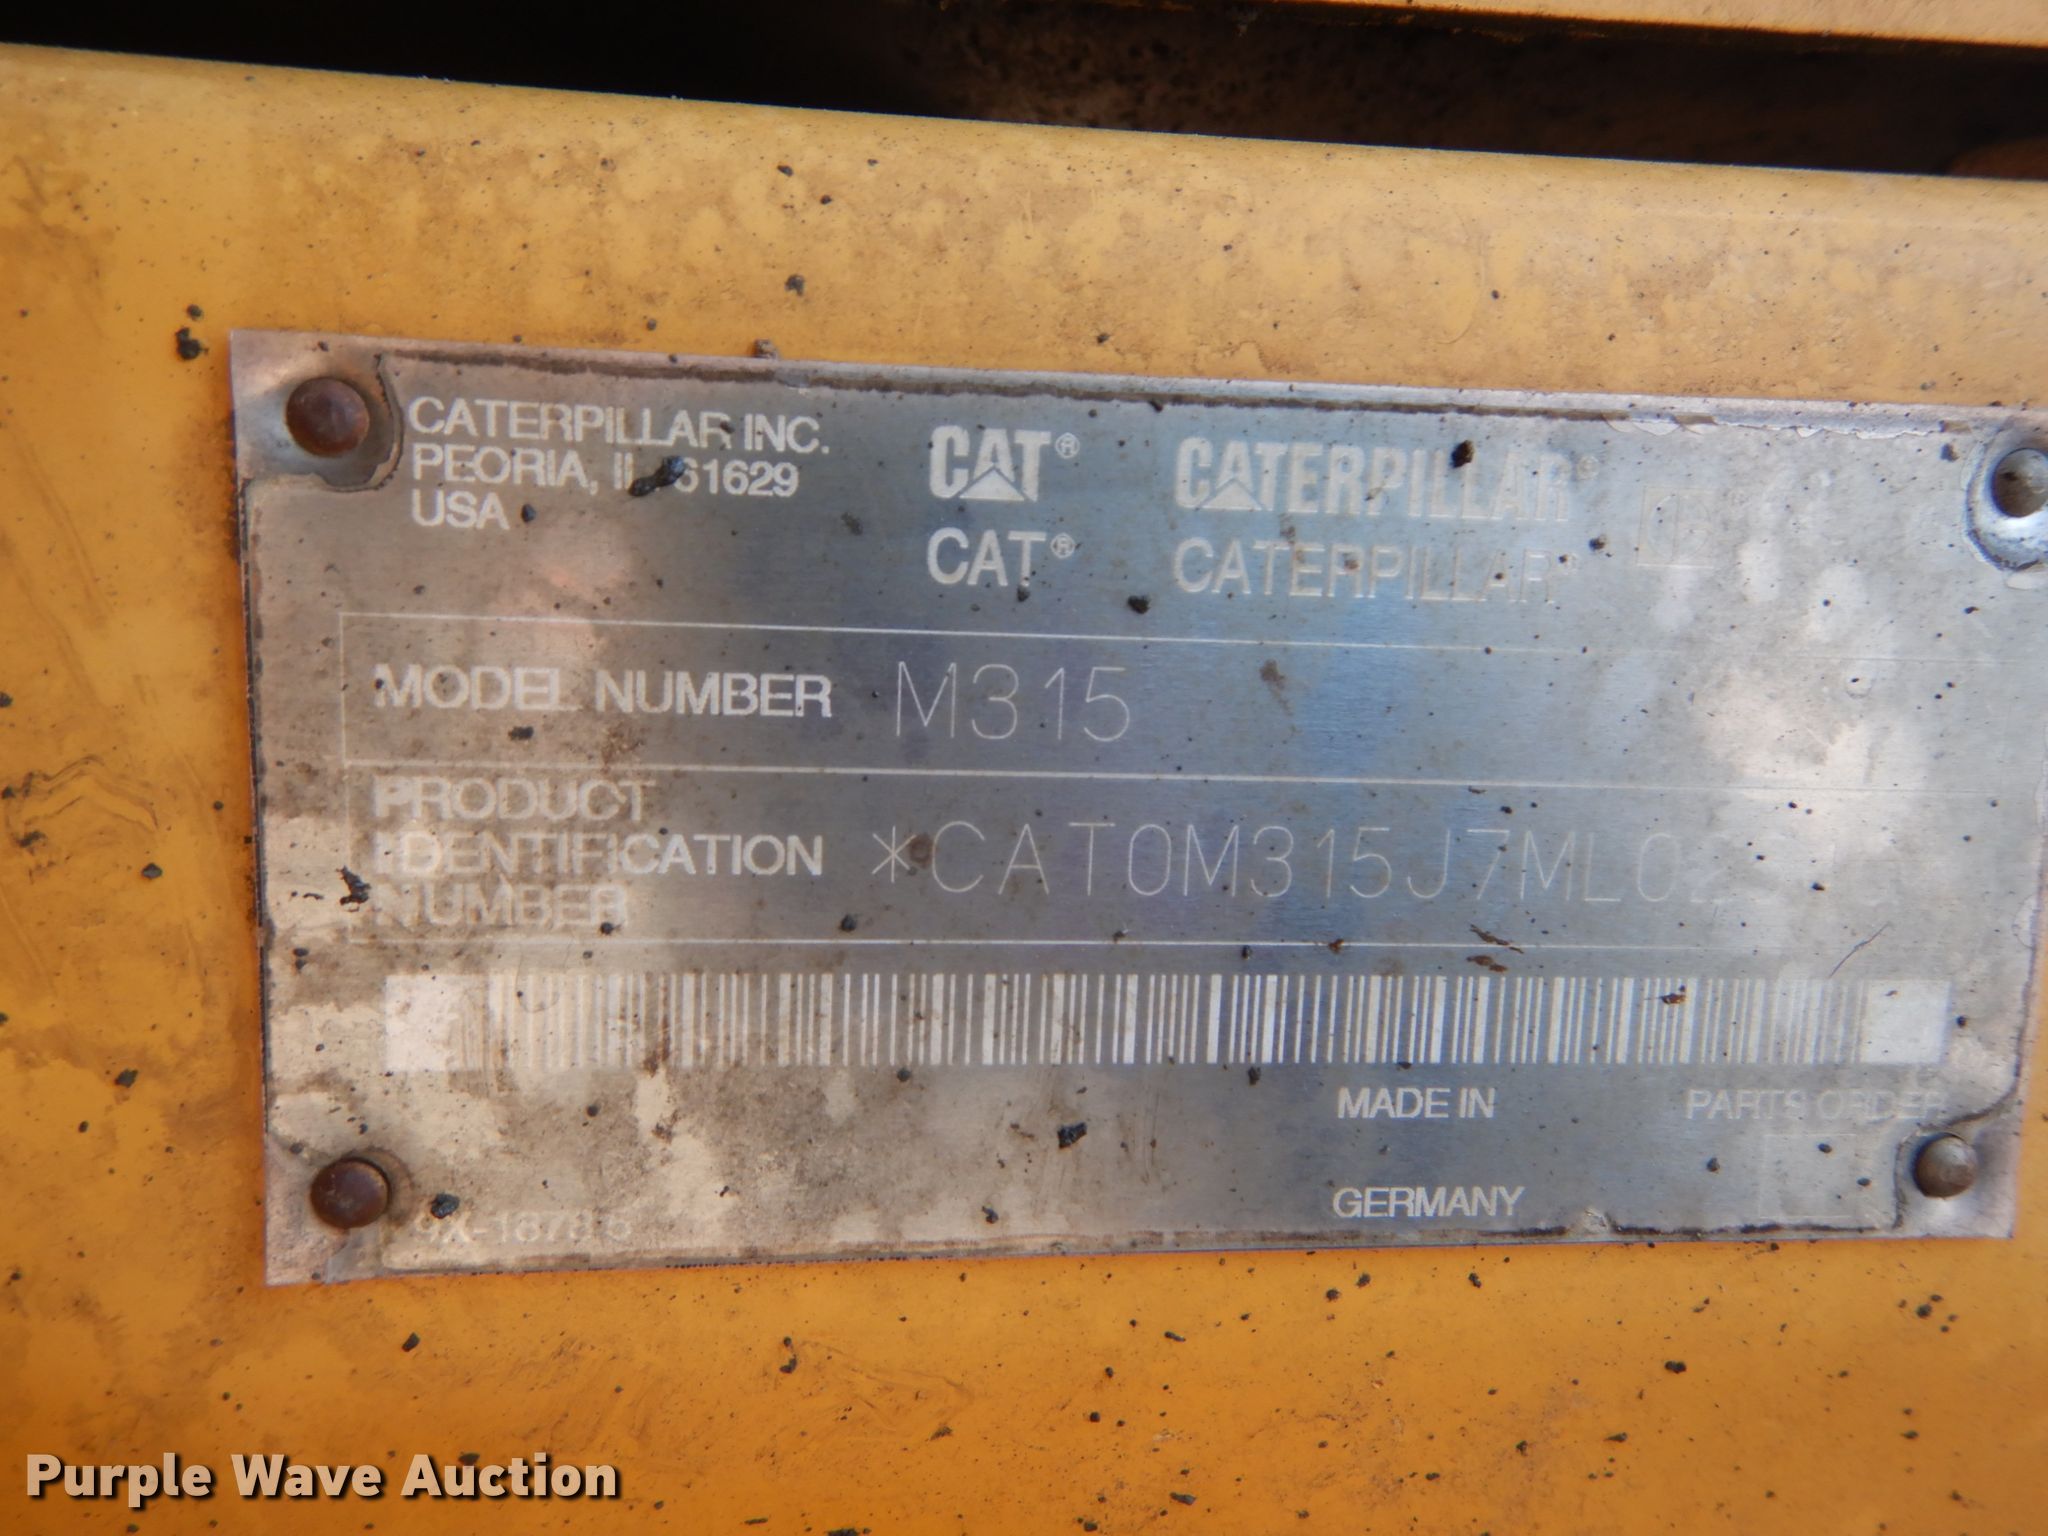 CATERPILLAR INC.
PEORIA, IL 61629
USA
CAT® CATERPILLAR®
CAT® CATERPILLAR®
MODEL NUMBER M315
PRODUCT
IDENTIFICATION
NUMBER
MADE IN PARTS ORDER
GERMANY
Purple Wave Auction